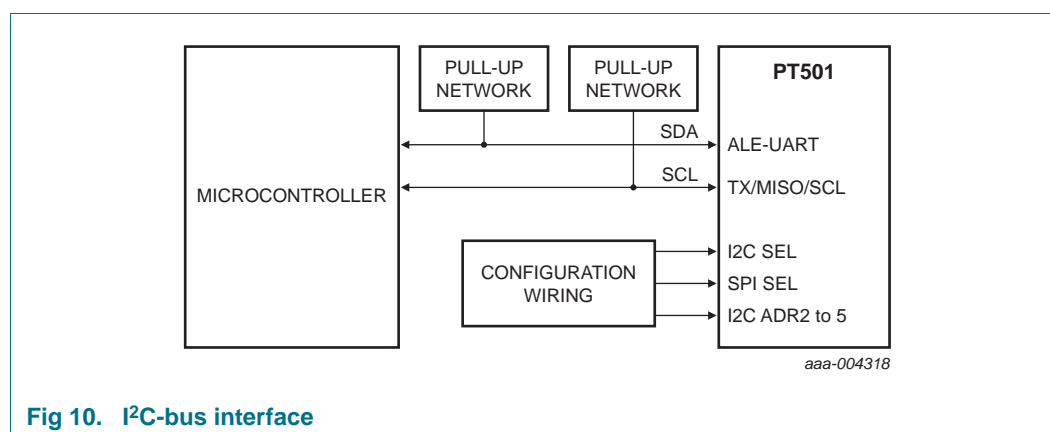 PULL-UP
NETWORK
PULL-UP
NETWORK
PT501
SDA
ALE-UART
MICROCONTROLLER
SCL
TX/MISO/SCL
CONFIGURATION
WIRING
I2C SEL
SPI SEL
I2C ADR2 to 5
aaa-004318
Fig 10. I²C-bus interface